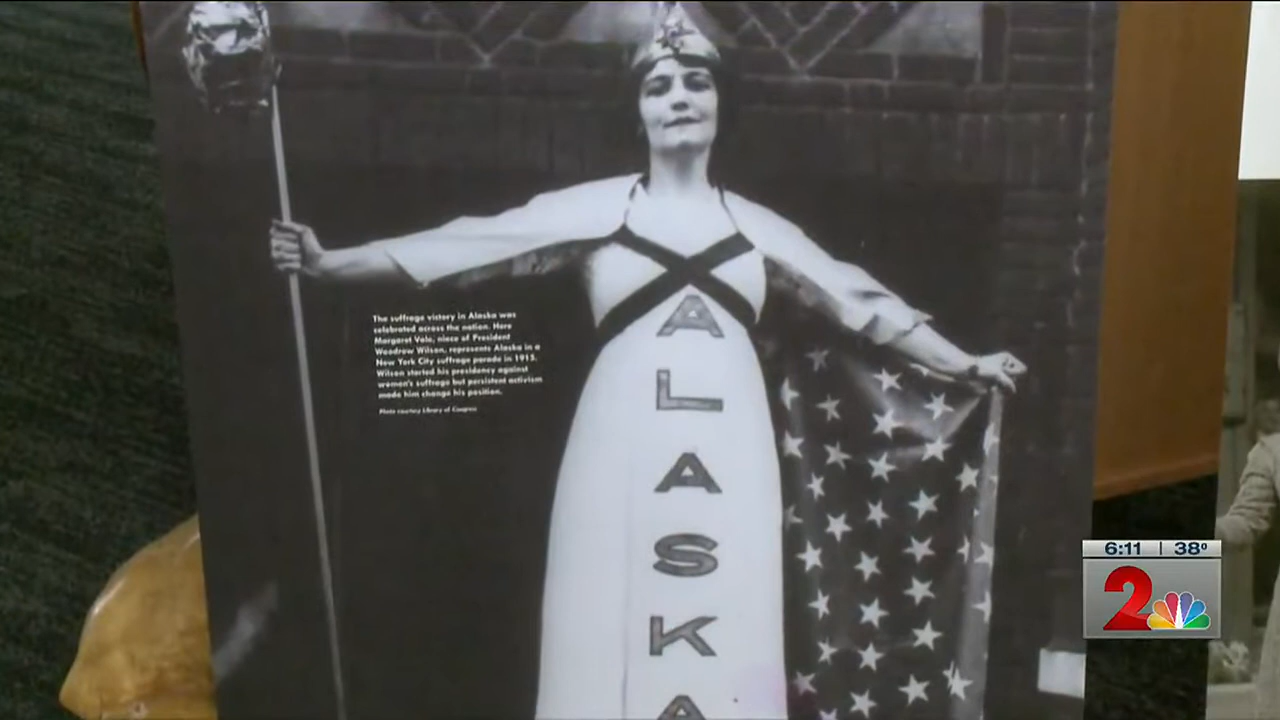 The suffrage victory in Alaska was
celebrated across the nation. Here
Margaret Vale, niece of President
Woodrow Wilson, represents Alaska in a
New York City suffrage parade in 1915.
Wilson started his presidency against
women's suffrage but persistent activism
made him change his position.
Photo courtesy Library of Congress
A
L
A
S
K
A
6:11 | 38°
2